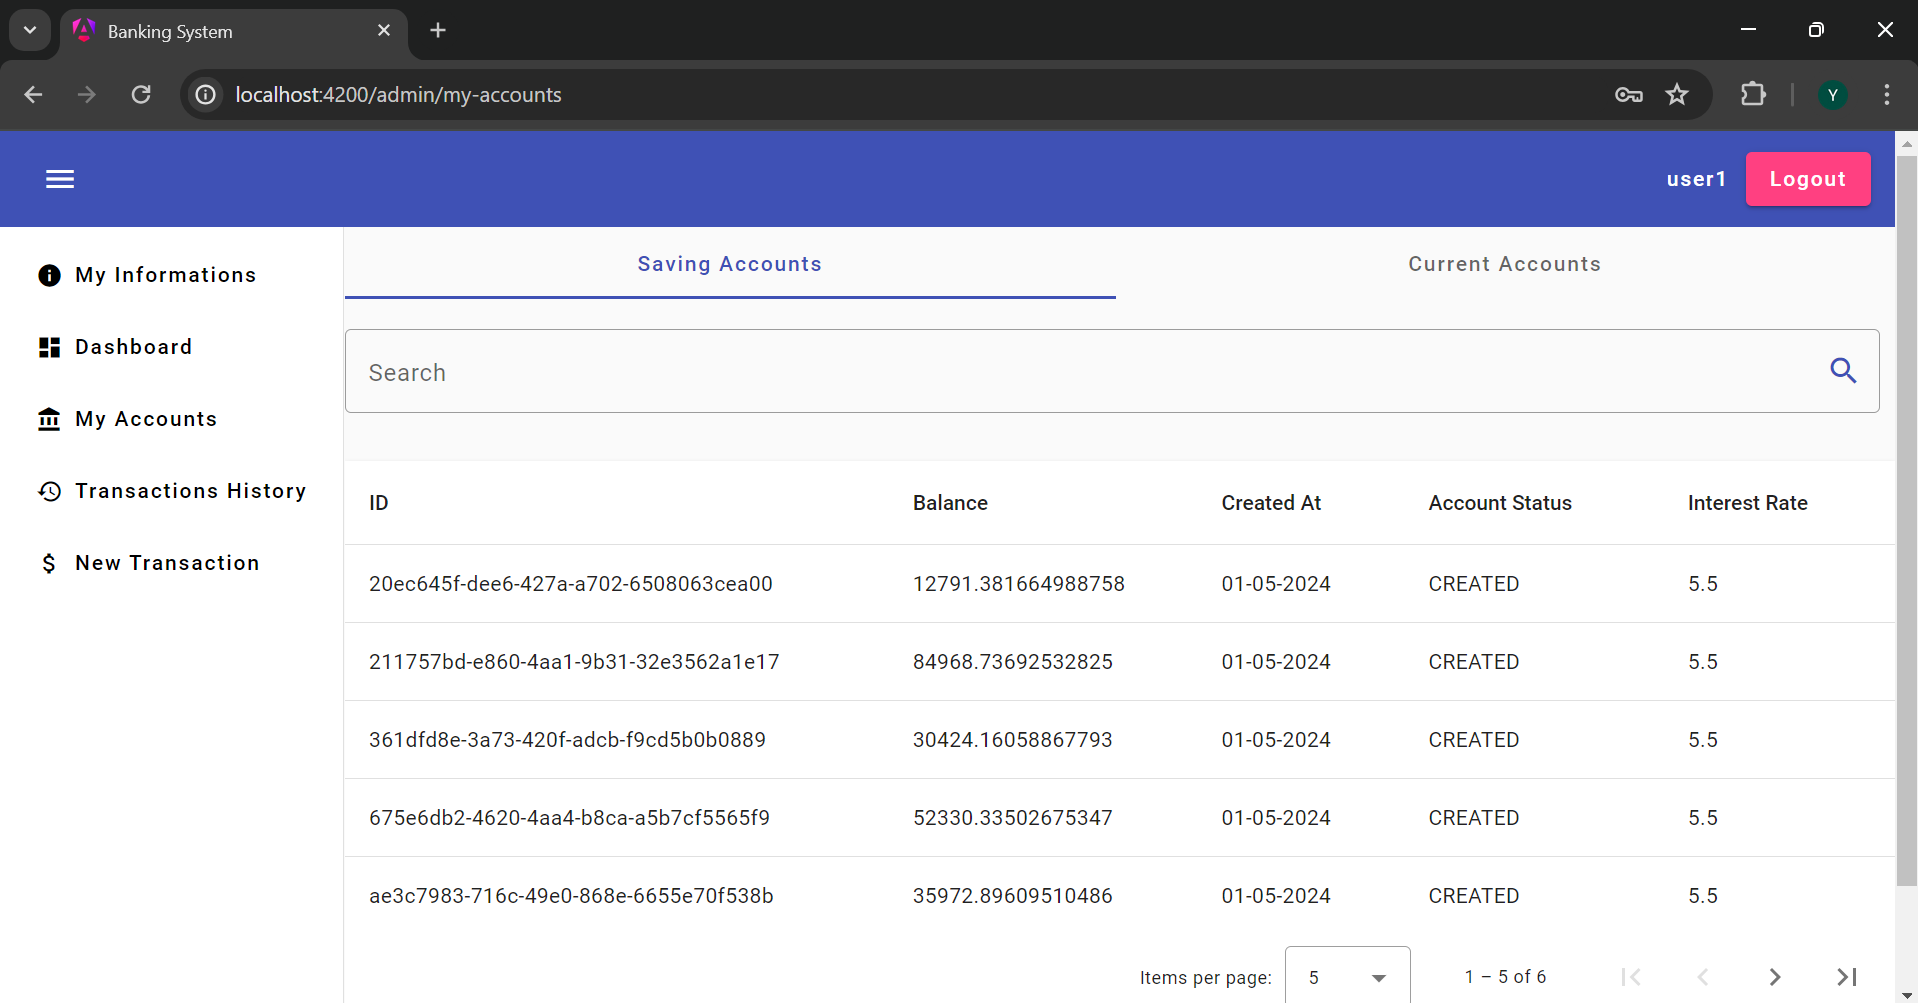 Banking System
localhost:4200/admin/my-accounts
Y
user1 Logout
My Informations
Dashboard
My Accounts
Transactions History
New Transaction
Saving Accounts Current Accounts
Search
ID Balance Created At Account Status Interest Rate
20ec645f-dee6-427a-a702-6508063cea00 12791.381664988758 01-05-2024 CREATED 5.5
211757bd-e860-4aa1-9b31-32e3562a1e17 84968.73692532825 01-05-2024 CREATED 5.5
361dfd8e-3a73-420f-adcb-f9cd5b0b0889 30424.16058867793 01-05-2024 CREATED 5.5
675e6db2-4620-4aa4-b8ca-a5b7cf5565f9 52330.33502675347 01-05-2024 CREATED 5.5
ae3c7983-716c-49e0-868e-6655e70f538b 35972.89609510486 01-05-2024 CREATED 5.5
Items per page: 5 1 – 5 of 6